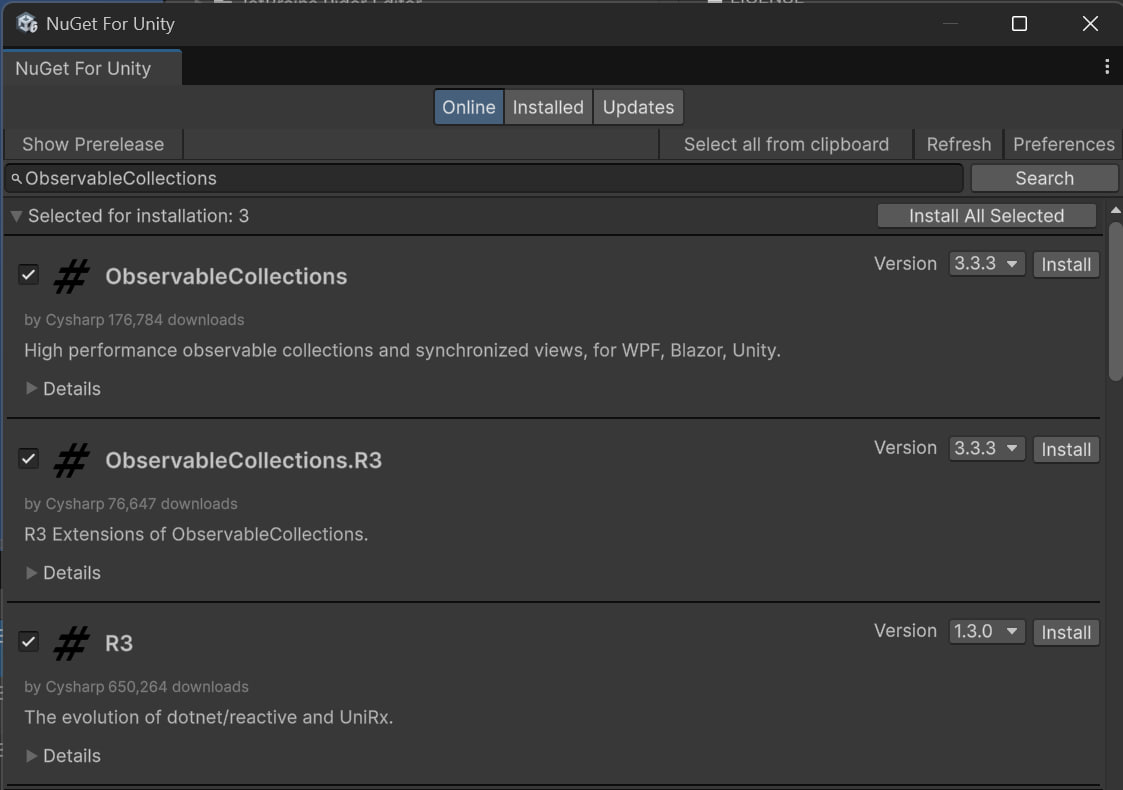 NuGet For Unity
NuGet For Unity
Online Installed Updates
Show Prerelease Select all from clipboard Refresh Preferences
ObservableCollections Search
Selected for installation: 3 Install All Selected
ObservableCollections Version 3.3.3 Install
by Cysharp 176,784 downloads
High performance observable collections and synchronized views, for WPF, Blazor, Unity.
Details
ObservableCollections.R3 Version 3.3.3 Install
by Cysharp 76,647 downloads
R3 Extensions of ObservableCollections.
Details
R3 Version 1.3.0 Install
by Cysharp 650,264 downloads
The evolution of dotnet/reactive and UniRx.
Details